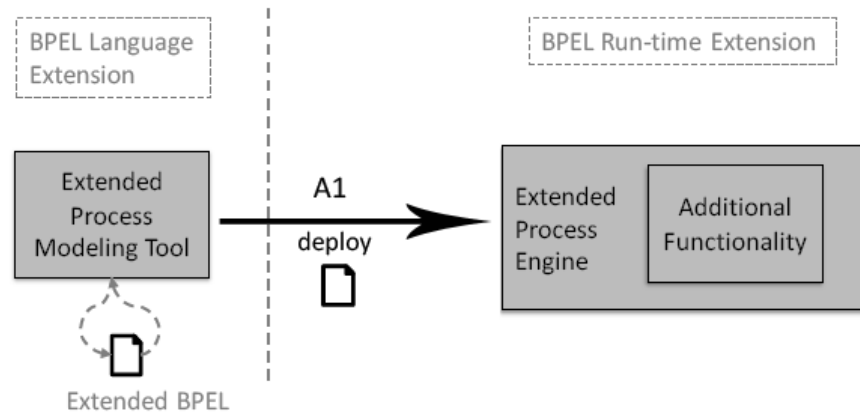 BPEL Language
Extension
BPEL Run-time Extension
Extended
Process
Modeling Tool
A1
deploy
Extended
Process
Engine
Additional
Functionality
Extended BPEL